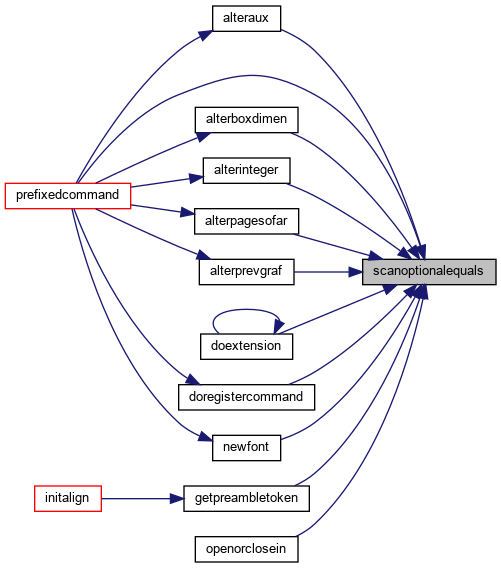 alteraux
alterboxdimen
alterinteger
prefixedcommand
alterpagesofar
alterprevgraf
scanoptionalequals
doextension
doregistercommand
newfont
initalign
getpreambletoken
openorclosein